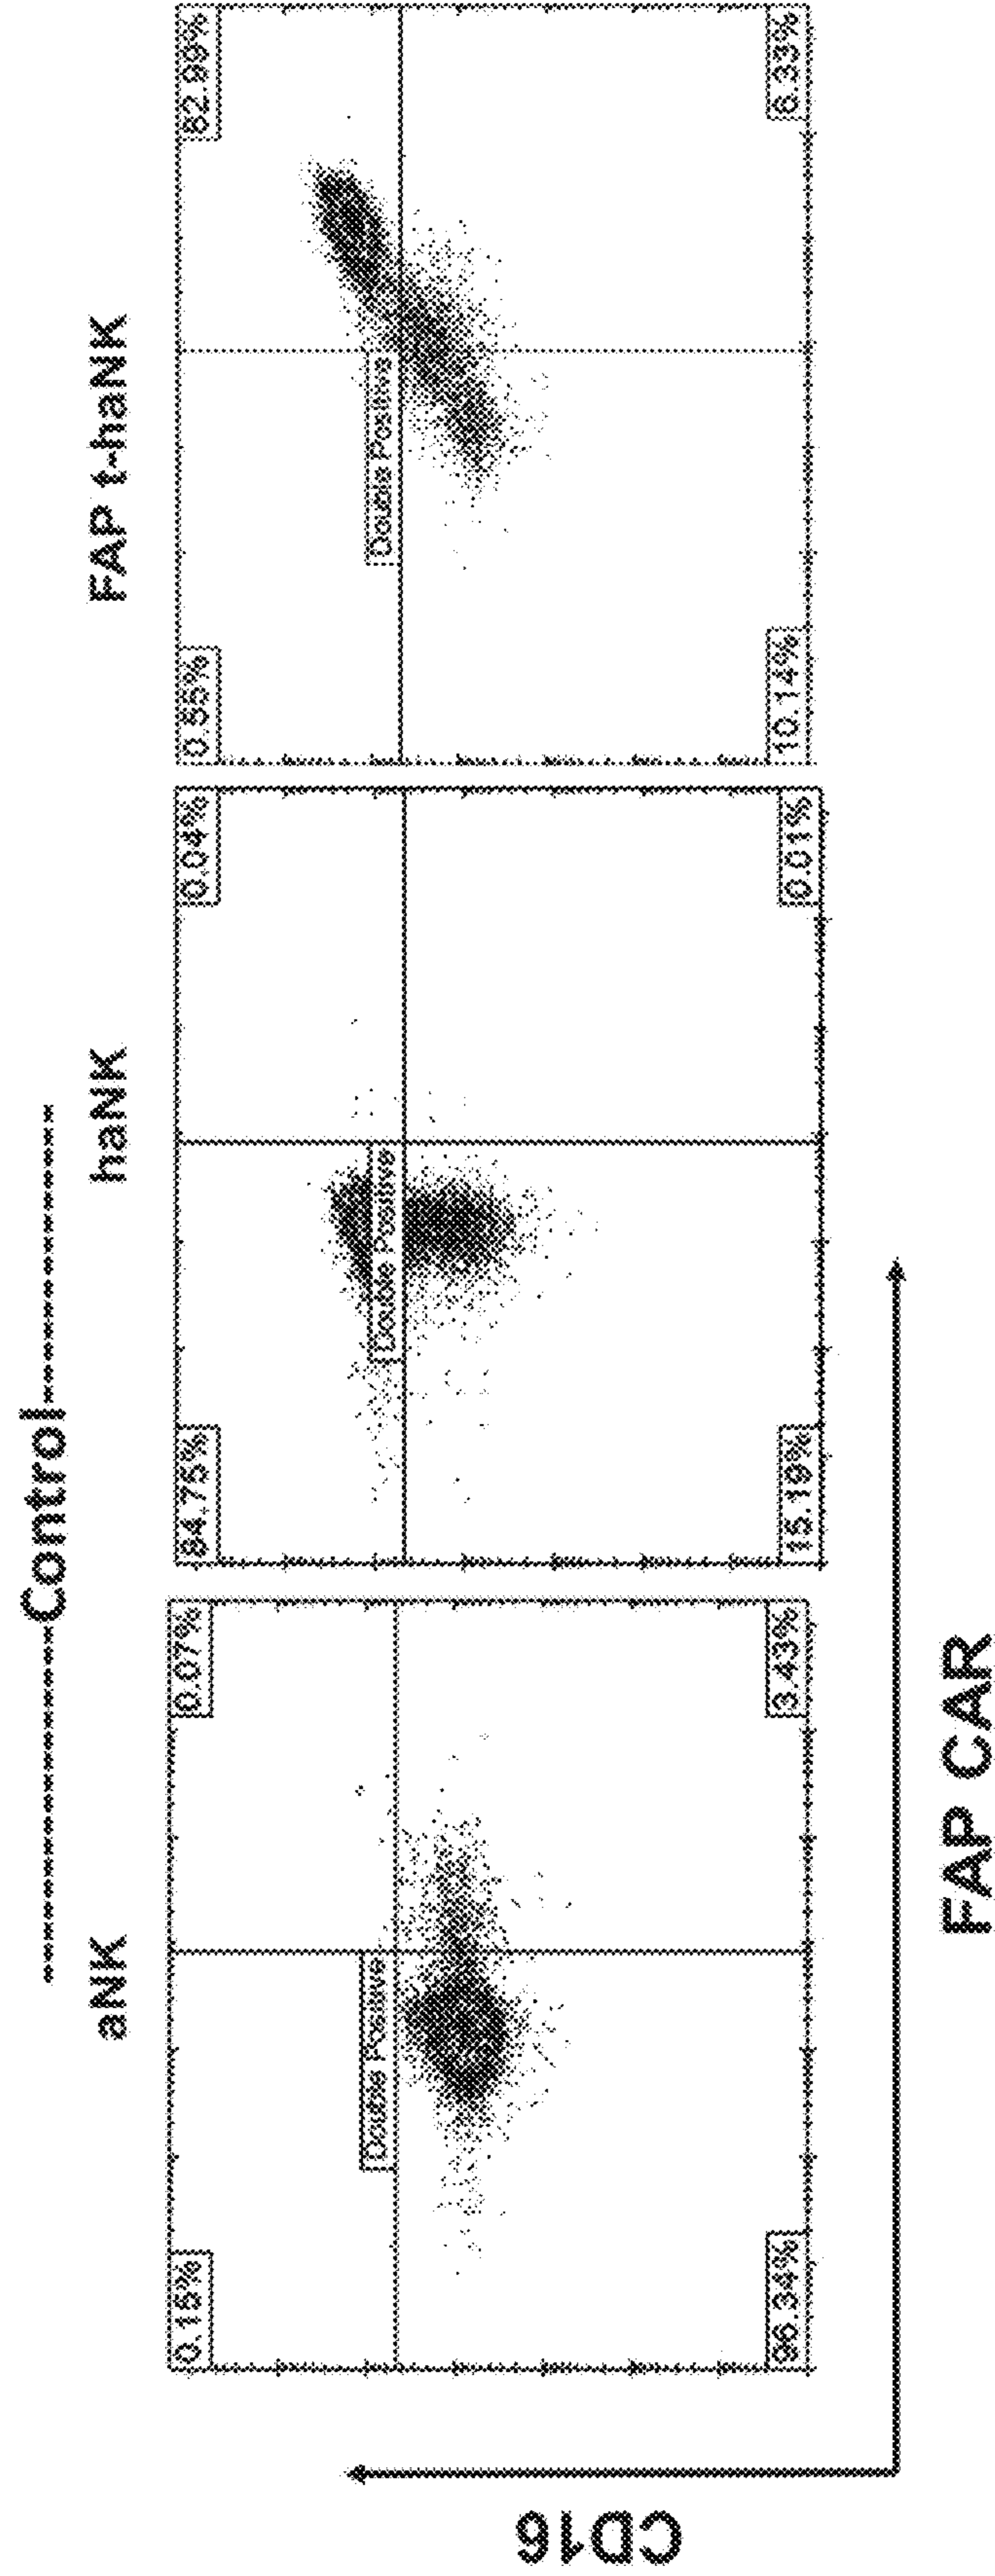 --------Control--------
aNK
haNK
FAP t-haNK
0.15%
0.07%
Double Positive
96.34%
3.43%
84.75%
0.04%
Double Positive
15.19%
0.01%
0.55%
82.99%
Double Positive
10.14%
6.33%
CD16
FAP CAR